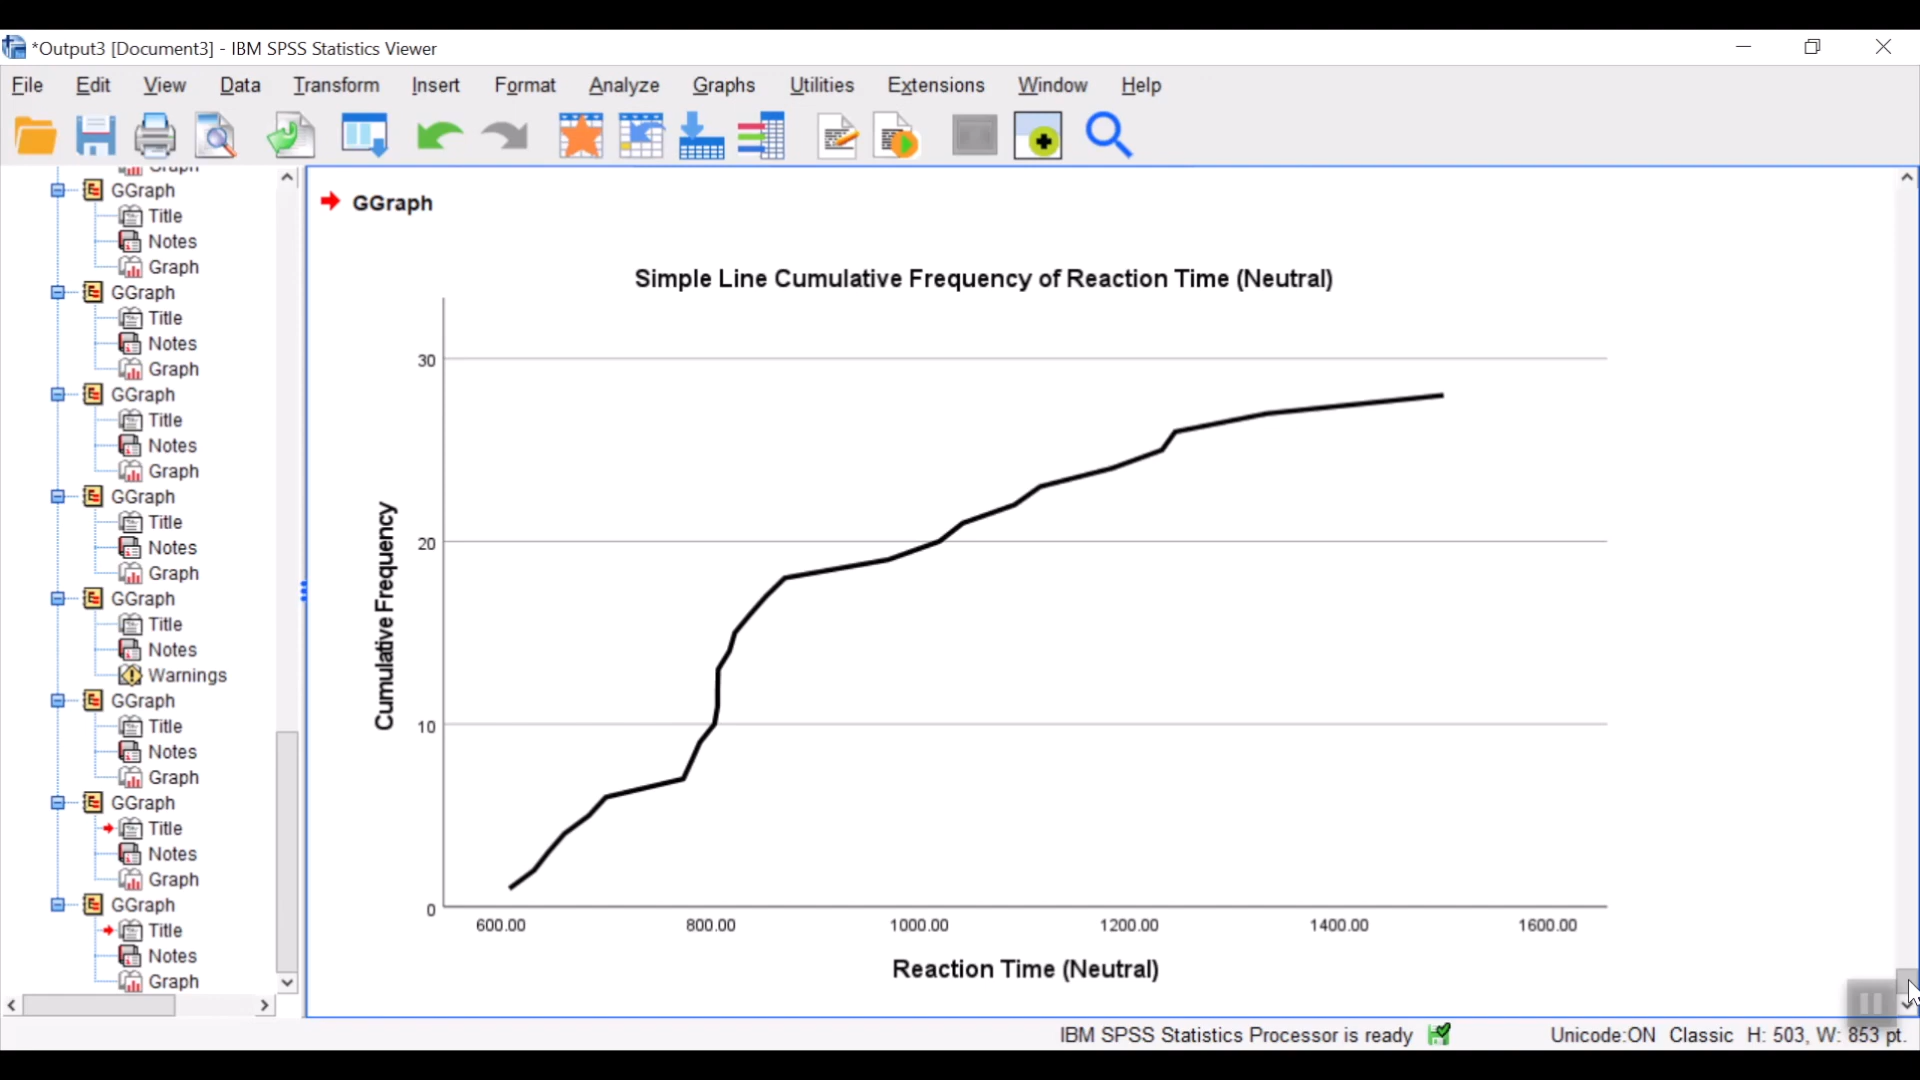 *Output3 [Document3] - IBM SPSS Statistics Viewer
File Edit View Data Transform Insert Format Analyze Graphs Utilities Extensions Window Help
Graph
GGraph
Title
Notes
Graph
GGraph
Title
Notes
Graph
GGraph
Title
Notes
Graph
GGraph
Title
Notes
Graph
GGraph
Title
Notes
Warnings
GGraph
Title
Notes
Graph
GGraph
Title
Notes
Graph
GGraph
Title
Notes
Graph
GGraph
Simple Line Cumulative Frequency of Reaction Time (Neutral)
Cumulative Frequency
30
20
10
0
600.00 800.00 1000.00 1200.00 1400.00 1600.00
Reaction Time (Neutral)
IBM SPSS Statistics Processor is ready Unicode:ON Classic H: 503, W: 853 pt.